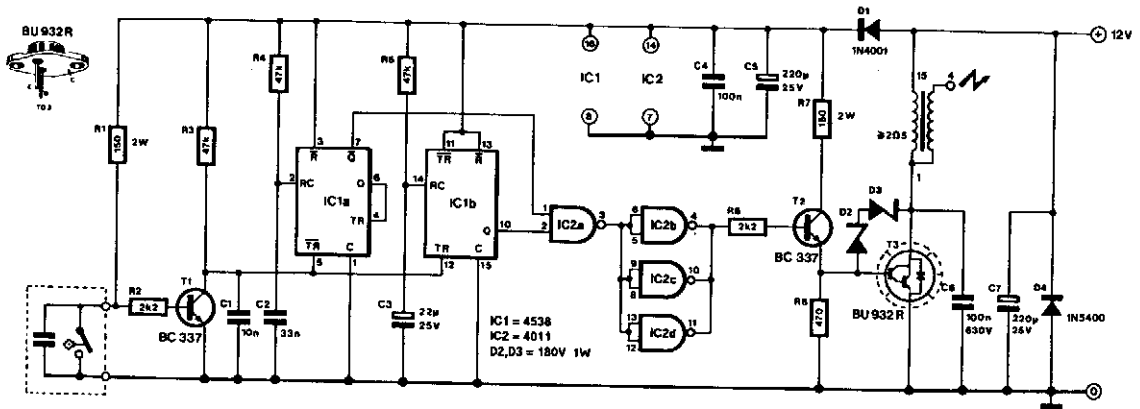 BU 932R
TO3
C
R1
150
2W
R2
2k2
T1
BC 337
R3
47k
C1
10n
R4
47k
C2
33n
3
R
7
Q
2
RC
IC1a
Q
6
TR
4
TR
5
C
1
R5
47k
C3
22µ
25V
11
TR
13
R
14
RC
IC1b
Q
10
TR
12
C
15
IC1 = 4538
IC2 = 4011
D2,D3 = 180V 1W
16
IC1
8
14
IC2
7
C4
100n
C5
220µ
25V
1
2
IC2a
3
6
5
IC2b
4
9
8
IC2c
10
13
12
IC2d
11
R6
2k2
R7
150
2W
T2
BC 337
R8
470
D1
1N4001
D2
D3
15
4
1
T3
BU 932R
C6
100n
630V
C7
220µ
25V
D4
1N5400
+
12V
0